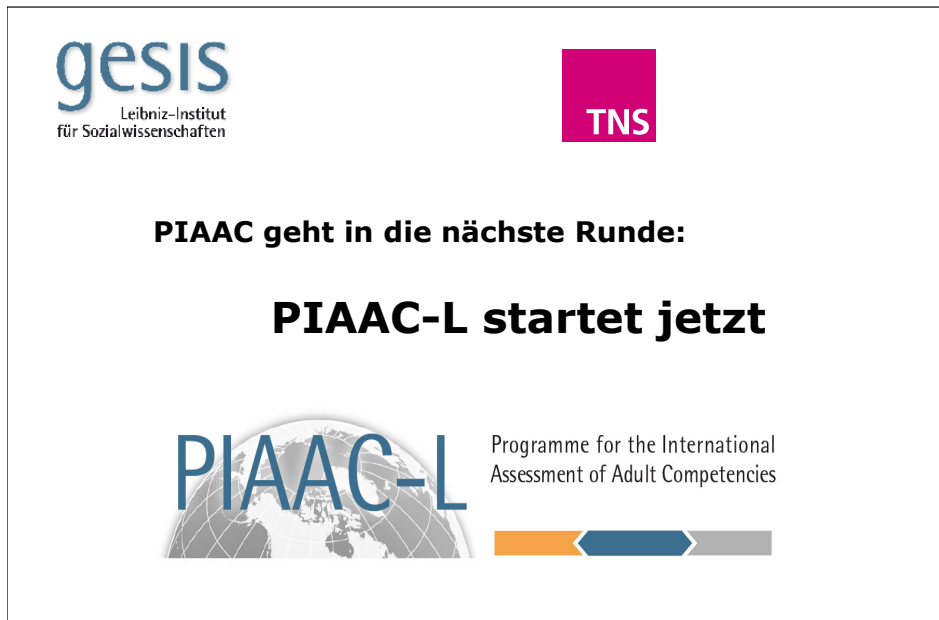 gesis
Leibniz-Institut
für Sozialwissenschaften
TNS
PIAAC geht in die nächste Runde:
PIAAC-L startet jetzt
PIAAC-L
Programme for the International
Assessment of Adult Competencies